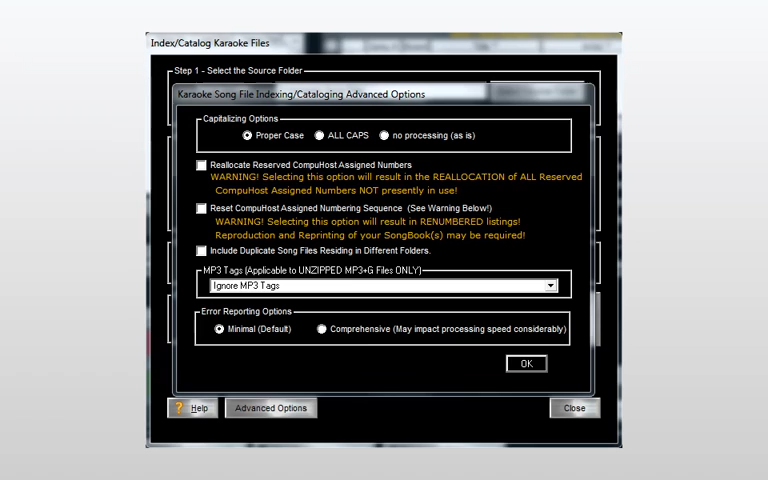 Index/Catalog Karaoke Files
Step 1 - Select the Source Folder
Karaoke Song File Indexing/Cataloging Advanced Options
Capitalizing Options
Proper Case ALL CAPS no processing (as is)
Reallocate Reserved CompuHost Assigned Numbers
WARNING! Selecting this option will result in the REALLOCATION of ALL Reserved
CompuHost Assigned Numbers NOT presently in use!
Reset CompuHost Assigned Numbering Sequence (See Warning Below!)
WARNING! Selecting this option will result in RENUMBERED listings!
Reproduction and Reprinting of your SongBook(s) may be required!
Include Duplicate Song Files Residing in Different Folders.
MP3 Tags (Applicable to UNZIPPED MP3+G Files ONLY)
Ignore MP3 Tags
Error Reporting Options
Minimal (Default) Comprehensive (May impact processing speed considerably)
OK
? Help Advanced Options Close